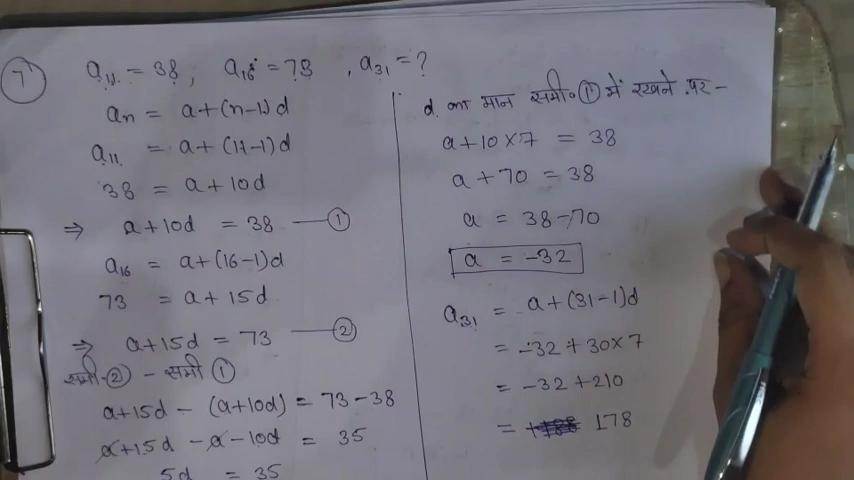 7
a₁₁ = 38, a₁₆ = 73, a₃₁ = ?
aₙ = a+(n-1)d
a₁₁ = a+(11-1)d
38 = a+10d
⇒ a+10d = 38 — ①
a₁₆ = a+(16-1)d
73 = a+15d
⇒ a+15d = 73 — ②
समी॰② - समी ①
a+15d - (a+10d) = 73-38
a+15d - a - 10d = 35
5d = 35
d का मान समी॰① में रखने पर-
a+10×7 = 38
a+70 = 38
a = 38-70
a = -32
a₃₁ = a+(31-1)d
= -32+30×7
= -32+210
= 178